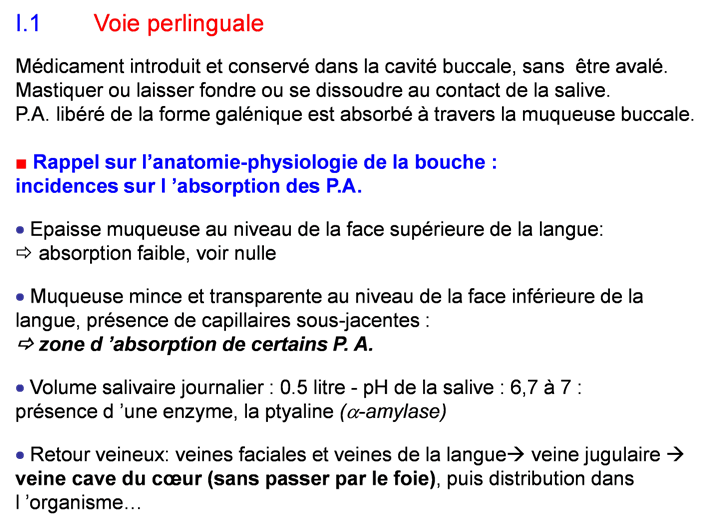 I.1 Voie perlinguale
Médicament introduit et conservé dans la cavité buccale, sans être avalé.
Mastiquer ou laisser fondre ou se dissoudre au contact de la salive.
P.A. libéré de la forme galénique est absorbé à travers la muqueuse buccale.
■ Rappel sur l’anatomie-physiologie de la bouche :
incidences sur l ’absorption des P.A.
• Epaisse muqueuse au niveau de la face supérieure de la langue:
⇨ absorption faible, voir nulle
• Muqueuse mince et transparente au niveau de la face inférieure de la
langue, présence de capillaires sous-jacentes :
⇨ zone d ’absorption de certains P. A.
• Volume salivaire journalier : 0.5 litre - pH de la salive : 6,7 à 7 :
présence d ’une enzyme, la ptyaline (α-amylase)
• Retour veineux: veines faciales et veines de la langue→ veine jugulaire →
veine cave du cœur (sans passer par le foie), puis distribution dans
l ’organisme…